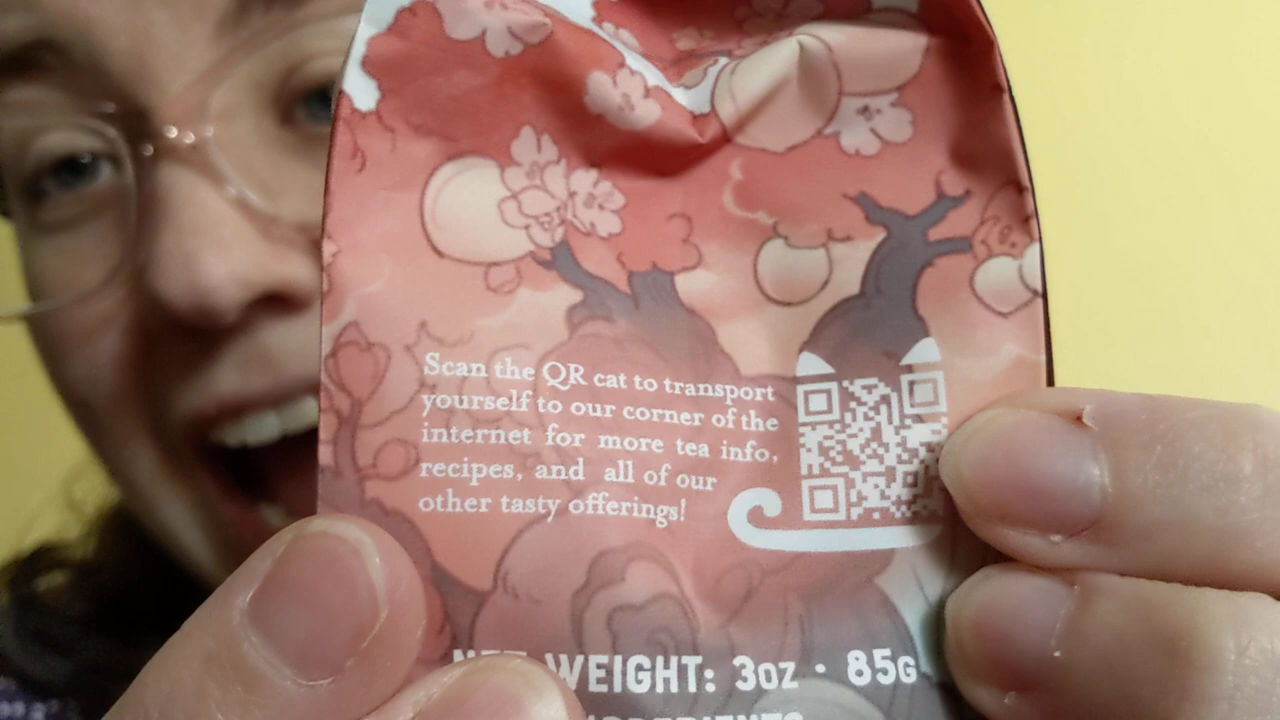 Scan the QR cat to transport
yourself to our corner of the
internet for more tea info,
recipes, and all of our
other tasty offerings!
NET WEIGHT: 3oz · 85G